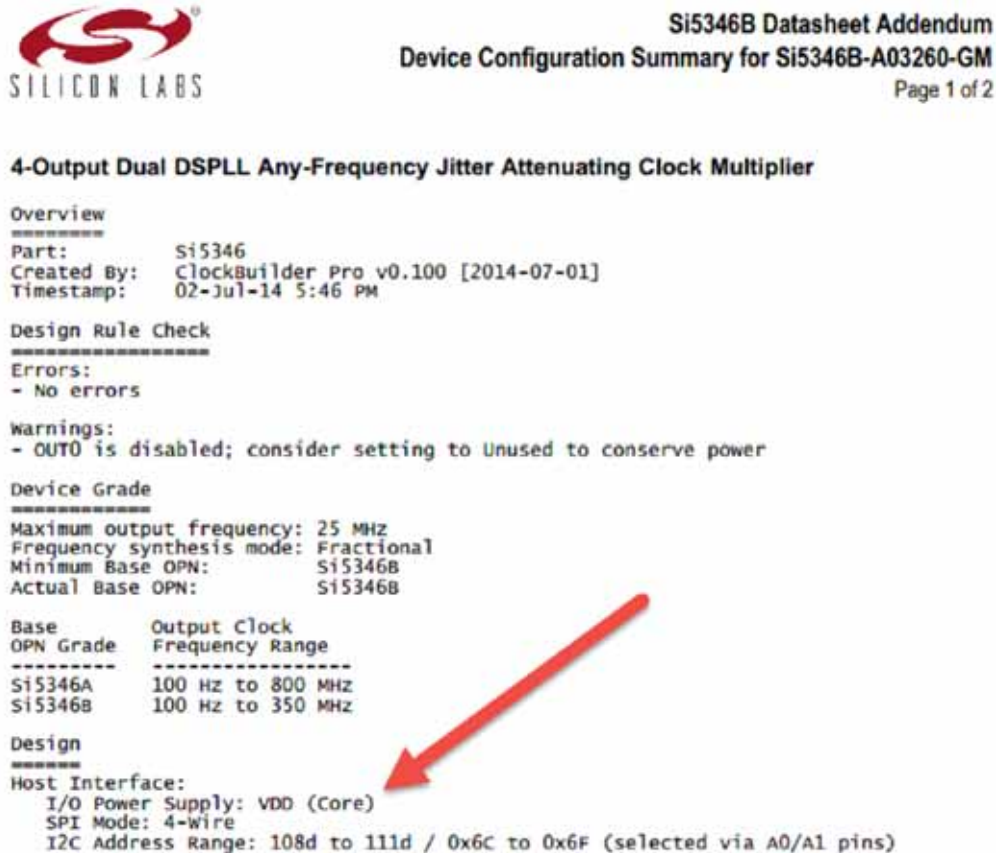 SILICON LABS
Si5346B Datasheet Addendum
Device Configuration Summary for Si5346B-A03260-GM
Page 1 of 2
4-Output Dual DSPLL Any-Frequency Jitter Attenuating Clock Multiplier
Overview
========
Part: Si5346
Created By: ClockBuilder Pro v0.100 [2014-07-01]
Timestamp: 02-Jul-14 5:46 PM
Design Rule Check
=================
Errors:
- No errors
Warnings:
- OUT0 is disabled; consider setting to Unused to conserve power
Device Grade
============
Maximum output frequency: 25 MHz
Frequency synthesis mode: Fractional
Minimum Base OPN: Si5346B
Actual Base OPN: Si5346B
Base Output Clock
OPN Grade Frequency Range
--------- -----------------
Si5346A 100 Hz to 800 MHz
Si5346B 100 Hz to 350 MHz
Design
======
Host Interface:
I/O Power Supply: VDD (Core)
SPI Mode: 4-Wire
I2C Address Range: 108d to 111d / 0x6C to 0x6F (selected via A0/A1 pins)